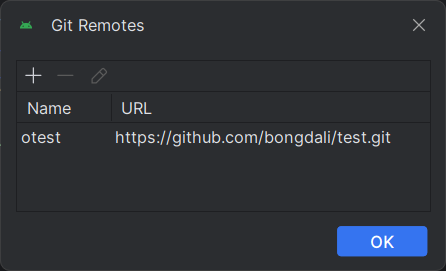 Git Remotes
Name URL
otest https://github.com/bongdali/test.git
OK